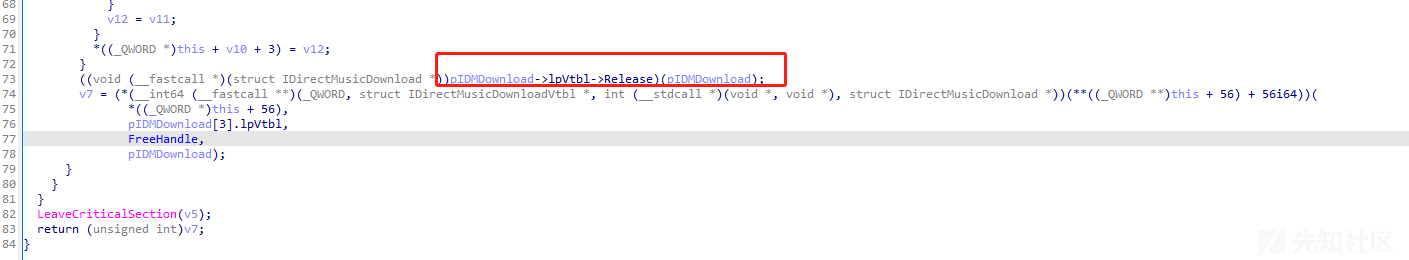 68 }
69 v12 = v11;
70 }
71 *((_QWORD *)this + v10 + 3) = v12;
72 }
73 ((void (__fastcall *)(struct IDirectMusicDownload *))pIDMDownload->lpVtbl->Release)(pIDMDownload);
74 v7 = (*(__int64 (__fastcall **)(_QWORD, struct IDirectMusicDownloadVtbl *, int (__stdcall *)(void *, void *), struct IDirectMusicDownload *))(**((_QWORD **)this + 56) + 56i64))(
75 *((_QWORD *)this + 56),
76 pIDMDownload[3].lpVtbl,
77 FreeHandle,
78 pIDMDownload);
79 }
80 }
81 }
82 LeaveCriticalSection(v5);
83 return (unsigned int)v7;
84 }
先知社区